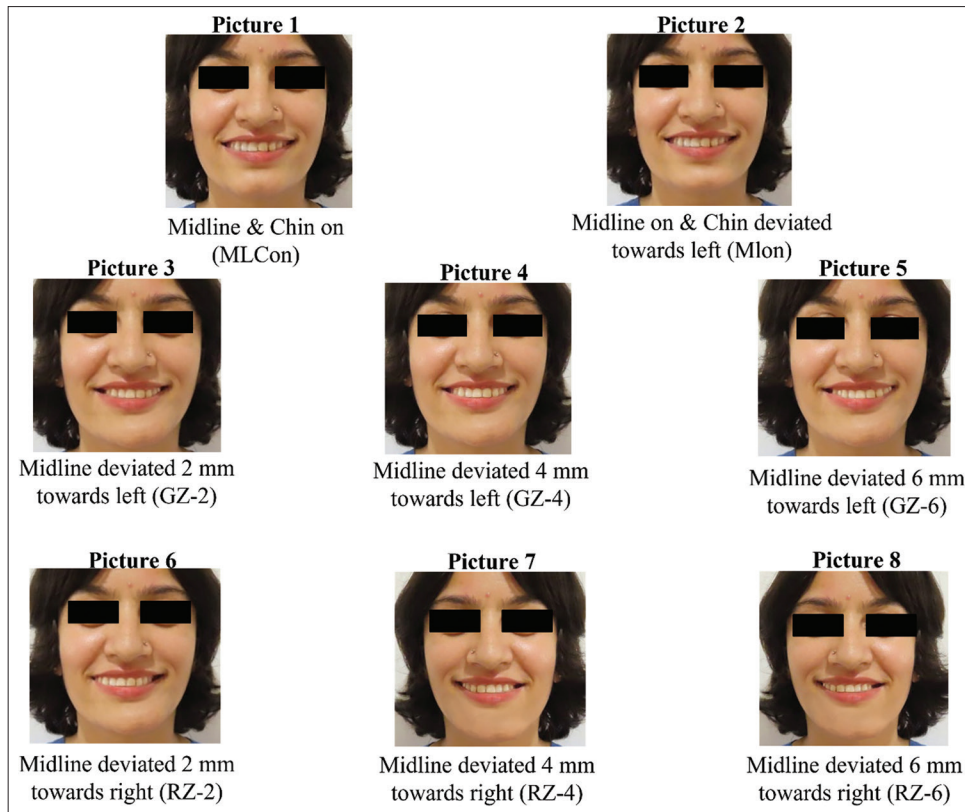 Picture 1
Picture 2
Midline & Chin on
(MLCon)
Midline on & Chin deviated
towards left (Mlon)
Picture 3
Picture 4
Picture 5
Midline deviated 2 mm
towards left (GZ-2)
Midline deviated 4 mm
towards left (GZ-4)
Midline deviated 6 mm
towards left (GZ-6)
Picture 6
Picture 7
Picture 8
Midline deviated 2 mm
towards right (RZ-2)
Midline deviated 4 mm
towards right (RZ-4)
Midline deviated 6 mm
towards right (RZ-6)